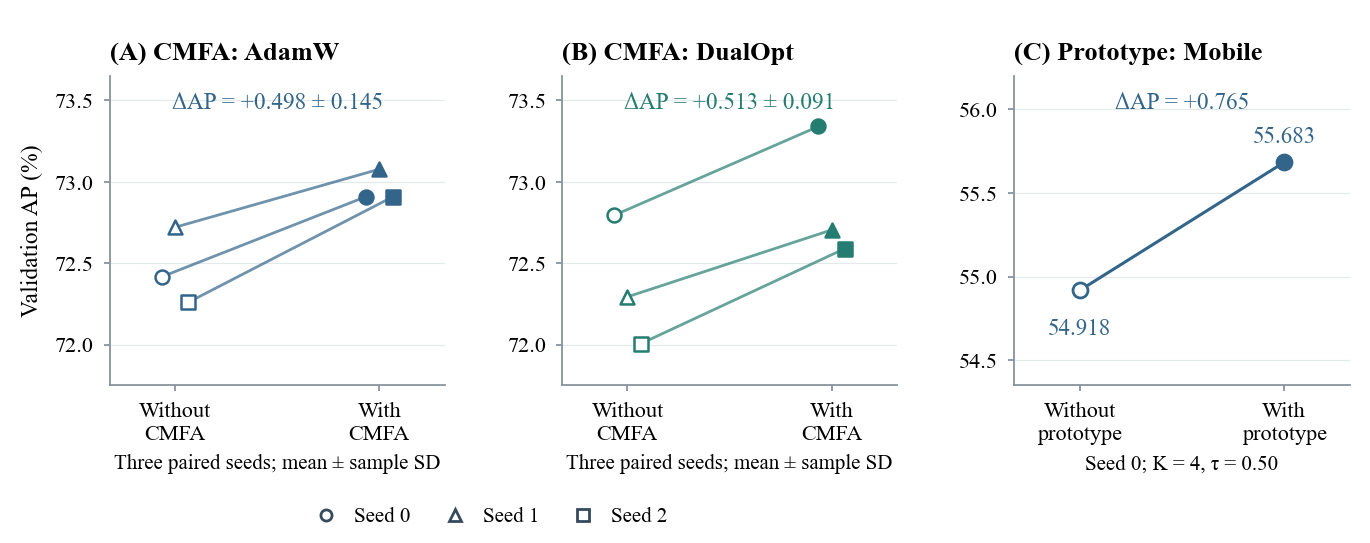 (A) CMFA: AdamW
Validation AP (%)
73.5
73.0
72.5
72.0
ΔAP = +0.498 ± 0.145
Without
CMFA
With
CMFA
Three paired seeds; mean ± sample SD
(B) CMFA: DualOpt
73.5
73.0
72.5
72.0
ΔAP = +0.513 ± 0.091
Without
CMFA
With
CMFA
Three paired seeds; mean ± sample SD
(C) Prototype: Mobile
56.0
55.5
55.0
54.5
ΔAP = +0.765
55.683
54.918
Without
prototype
With
prototype
Seed 0; K = 4, τ = 0.50
Seed 0
Seed 1
Seed 2